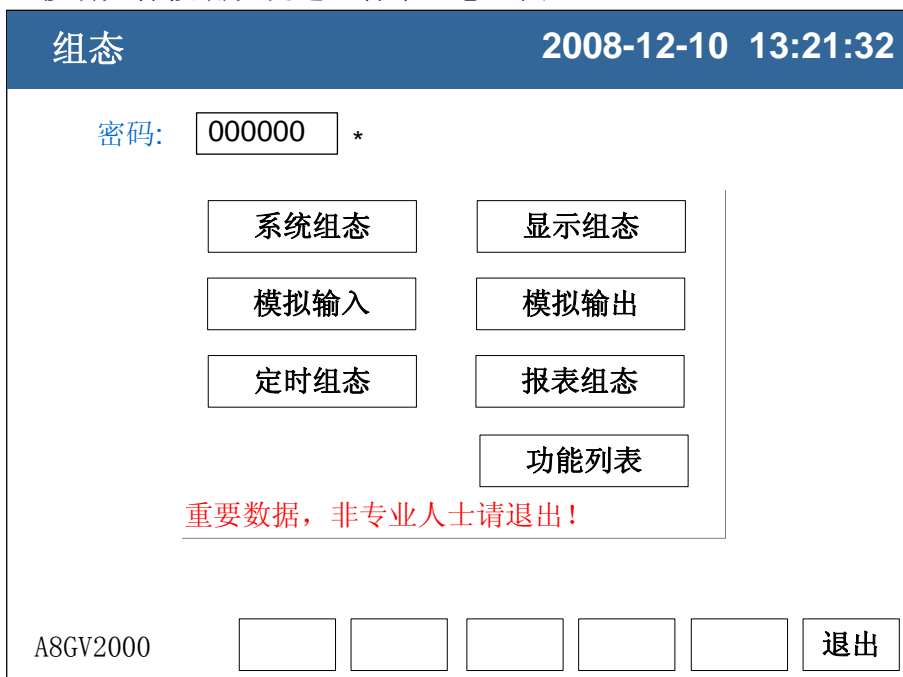 组态 2008-12-10 13:21:32
密码: 000000 *
系统组态 显示组态
模拟输入 模拟输出
定时组态 报表组态
功能列表
重要数据，非专业人士请退出！
A8GV2000 退出